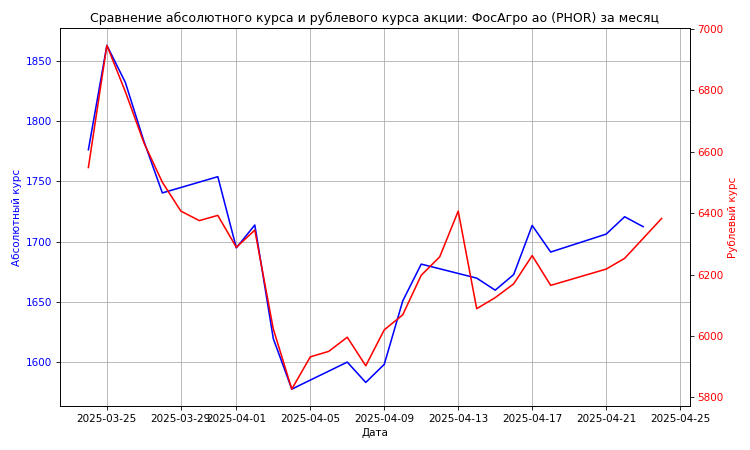 Сравнение абсолютного курса и рублевого курса акции: ФосАгро ао (PHOR) за месяц
7000
1850
6800
1800
6600
1750
6400
1700
6200
1650
6000
1600
5800
Абсолютный курс
Рублевый курс
2025-03-25 2025-03-29 2025-04-01 2025-04-05 2025-04-09 2025-04-13 2025-04-17 2025-04-21 2025-04-25
Дата